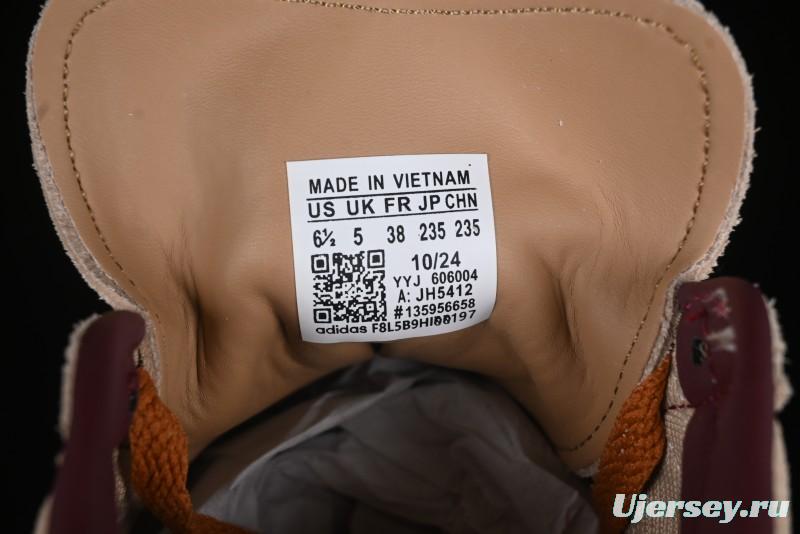 MADE IN VIETNAM
US UK FR JP CHN
6½ 5 38 235 235
10/24
YYJ 606004
A: JH5412
#135956658
adidas
Ujersey.ru